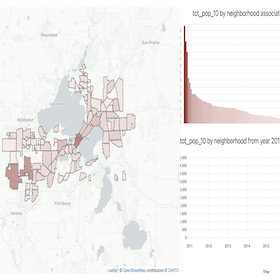 tot_pop_10 by neighborhood associat
Waunakee
Sun Prairie
Middleton
Fitchburg
Verona
tot_pop_10 by neighborhood from year 201
2011 2012 2013 2014 2015
Time
Leaflet | © OpenStreetMap contributors © CARTO